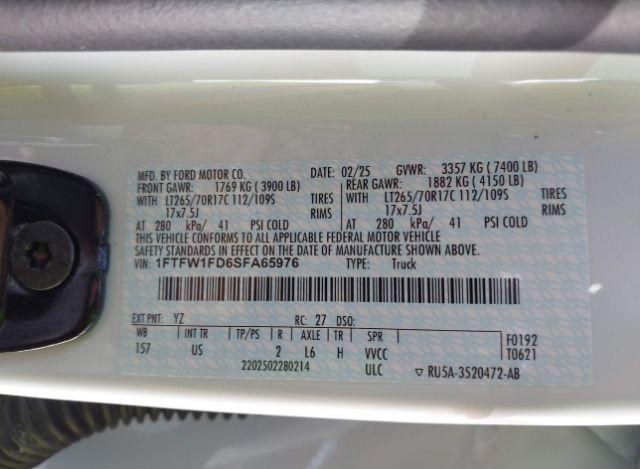 MFD. BY FORD MOTOR CO. 02/25 GVWR: 3357 KG ( 7400 LB)
FRONT GAWR: 1769 KG ( 3900 LB) REAR GAWR: 1882 KG ( 4150 LB)
WITH LT265/70R17C 112/109S TIRES WITH LT265/70R17C 112/109S TIRES
17x7.5J RIMS 17x7.5J RIMS
AT 280 kPa/ 41 PSI COLD AT 280 kPa/ 41 PSI COLD
THIS VEHICLE CONFORMS TO ALL APPLICABLE FEDERAL MOTOR VEHICLE
SAFETY STANDARDS IN EFFECT ON THE DATE OF MANUFACTURE SHOWN ABOVE.
VIN: 1FTFW1FD6SFA65976 TYPE: Truck
EXT PNT: YZ RC: 27 DSO:
WB INT TR TP/PS R AXLE TR SPR F0192
157 US 2 L6 H VVCC T0621
2202502280214 ULC ▽ RU5A-3520472-AB